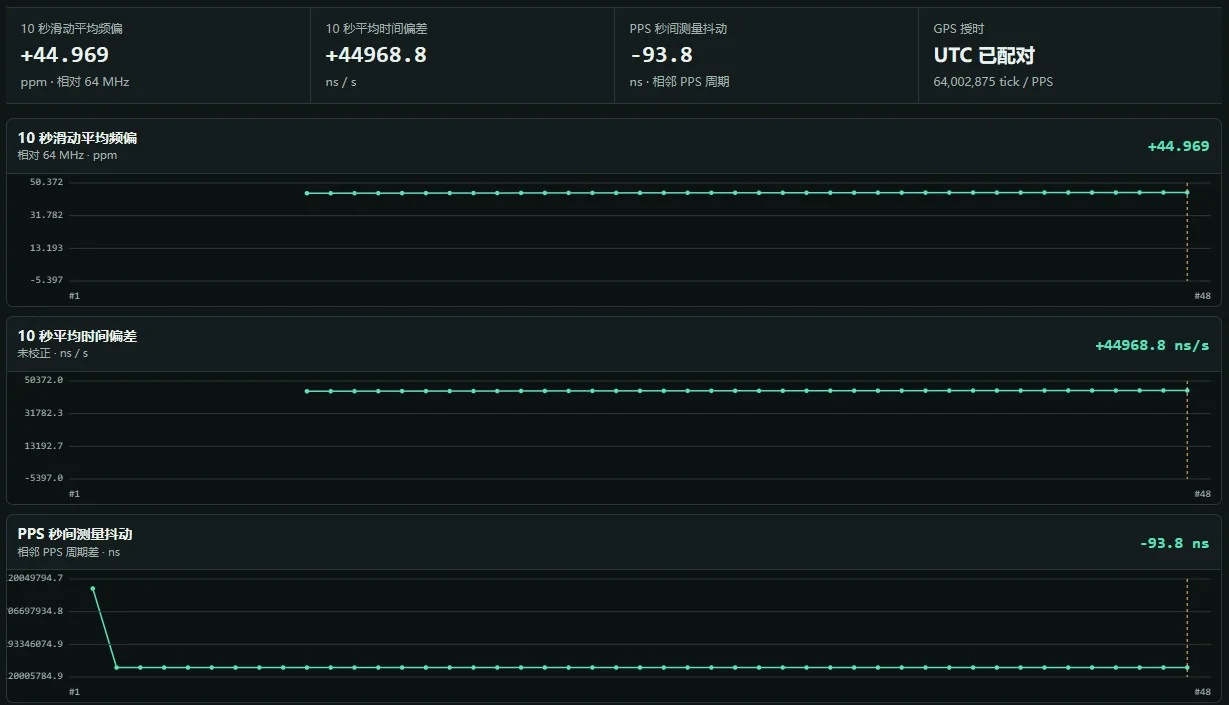 10 秒滑动平均频偏
+44.969
ppm · 相对 64 MHz
10 秒平均时间偏差
+44968.8
ns / s
PPS 秒间测量抖动
-93.8
ns · 相邻 PPS 周期
GPS 授时
UTC 已配对
64,002,875 tick / PPS
10 秒滑动平均频偏
相对 64 MHz · ppm
+44.969
50.372
31.782
13.193
-5.397
#1
#48
10 秒平均时间偏差
未校正 · ns / s
+44968.8 ns/s
50372.0
31782.3
13192.7
-5397.0
#1
#48
PPS 秒间测量抖动
相邻 PPS 周期差 · ns
-93.8 ns
20049794.7
06697934.8
93346074.9
20005784.9
#1
#48